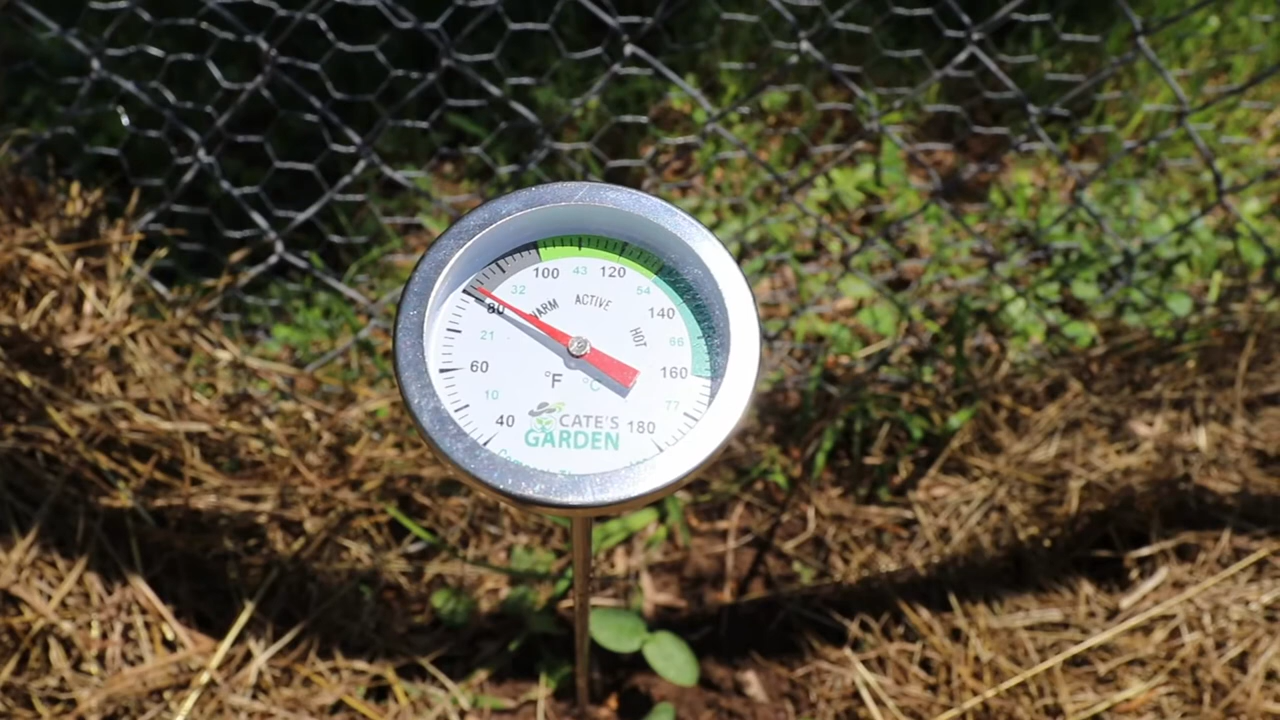 100 43 120
32 54
80 WARM ACTIVE 140
21 HOT 66
60 160
°F °C
10 77
40 CATE'S 180
GARDEN